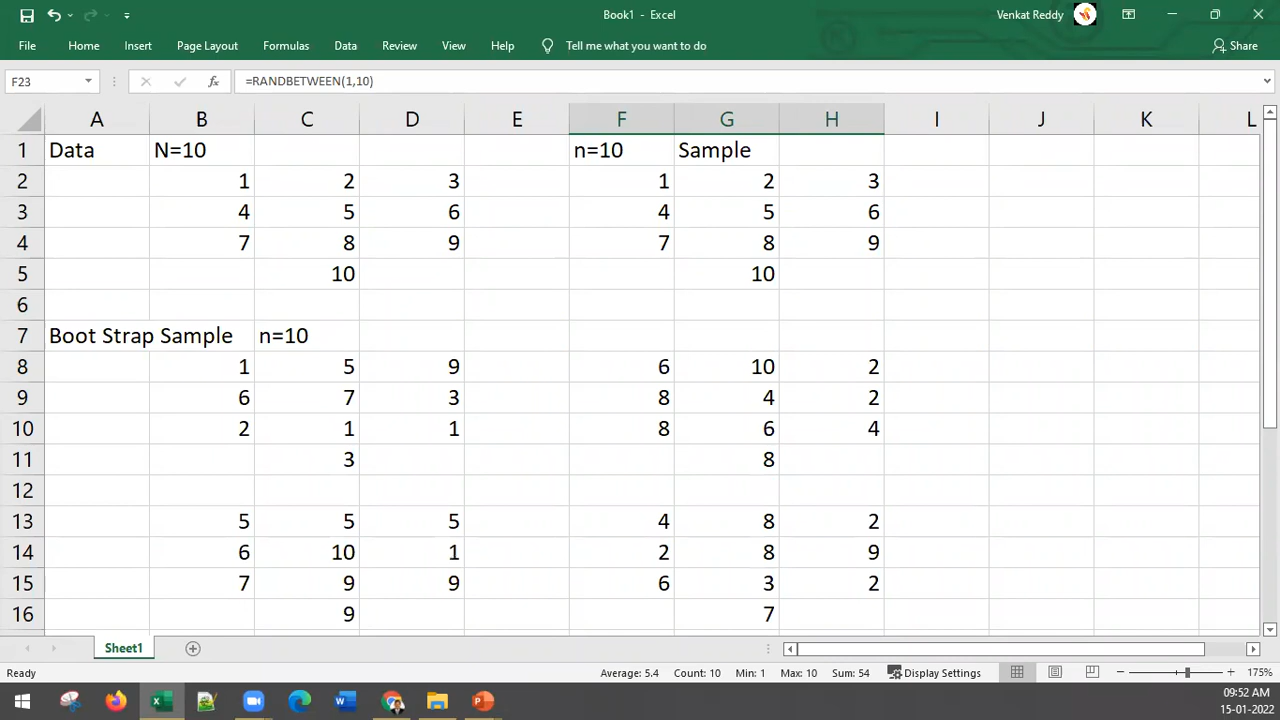 Book1 - Excel
Venkat Reddy
File Home Insert Page Layout Formulas Data Review View Help Tell me what you want to do Share
F23 fx =RANDBETWEEN(1,10)
A B C D E F G H I J K L
1 Data N=10 n=10 Sample
2 1 2 3 1 2 3
3 4 5 6 4 5 6
4 7 8 9 7 8 9
5 10 10
6
7 Boot Strap Sample n=10
8 1 5 9 6 10 2
9 6 7 3 8 4 2
10 2 1 1 8 6 4
11 3 8
12
13 5 5 5 4 8 2
14 6 10 1 2 8 9
15 7 9 9 6 3 2
16 9 7
Sheet1
Ready Average: 5.4 Count: 10 Min: 1 Max: 10 Sum: 54 Display Settings 175%
09:52 AM
15-01-2022